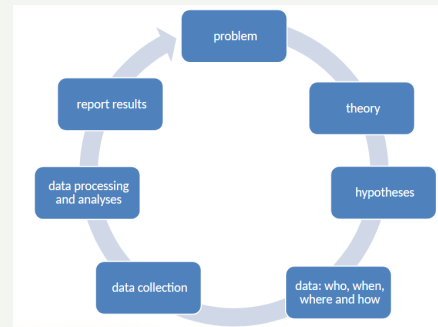 problem
theory
hypotheses
data: who, when,
where and how
data collection
data processing
and analyses
report results